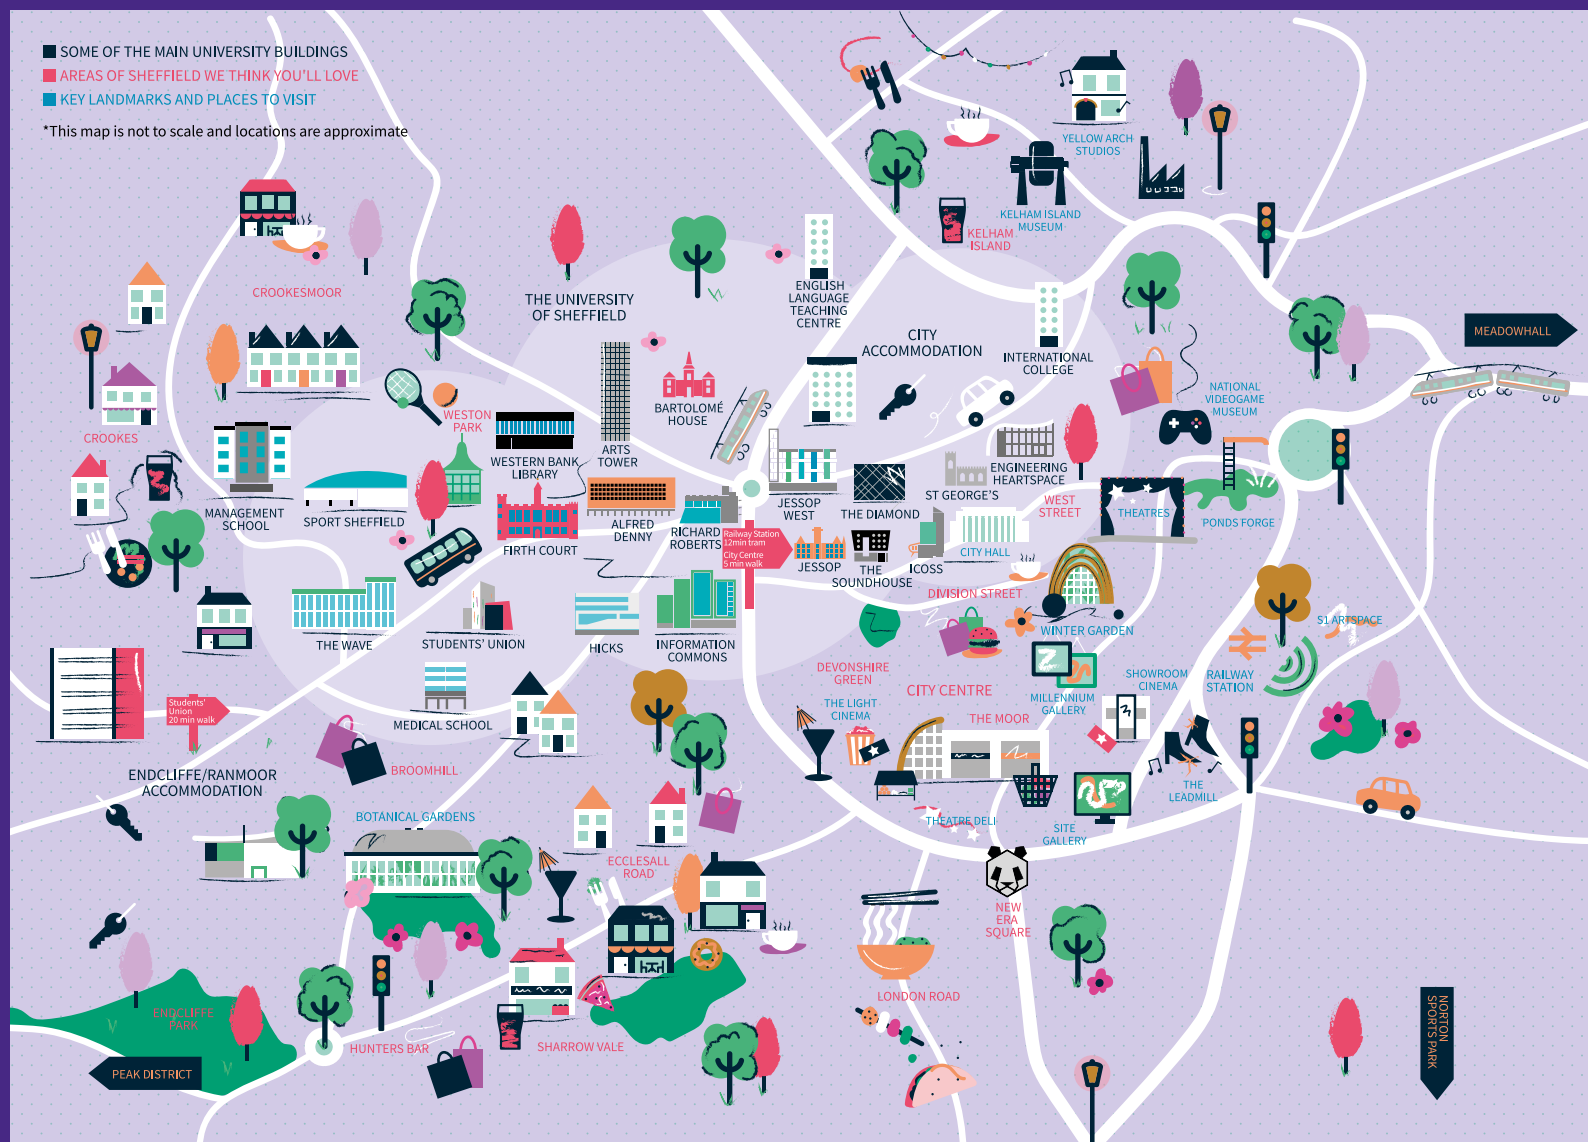 SOME OF THE MAIN UNIVERSITY BUILDINGS
AREAS OF SHEFFIELD WE THINK YOU'LL LOVE
KEY LANDMARKS AND PLACES TO VISIT
*This map is not to scale and locations are approximate
YELLOW ARCH
STUDIOS
KELHAM ISLAND
MUSEUM
KELHAM
ISLAND
CROOKESMOOR
THE UNIVERSITY
OF SHEFFIELD
ENGLISH
LANGUAGE
TEACHING
CENTRE
CITY
ACCOMMODATION
INTERNATIONAL
COLLEGE
MEADOWHALL
NATIONAL
VIDEOGAME
MUSEUM
CROOKES
WESTON
PARK
BARTOLOMÉ
HOUSE
ARTS
TOWER
WESTERN BANK
LIBRARY
ENGINEERING
HEARTSPACE
ST GEORGE'S
WEST
STREET
THEATRES
PONDS FORGE
MANAGEMENT
SCHOOL
SPORT SHEFFIELD
FIRTH COURT
ALFRED
DENNY
RICHARD
ROBERTS
Railway Station
12min tram
City Centre
5 min walk
JESSOP
WEST
THE DIAMOND
JESSOP
THE
SOUNDHOUSE
ICOSS
CITY HALL
DIVISION STREET
WINTER GARDEN
S1 ARTSPACE
THE WAVE
STUDENTS' UNION
HICKS
INFORMATION
COMMONS
DEVONSHIRE
GREEN
CITY CENTRE
MILLENNIUM
GALLERY
SHOWROOM
CINEMA
RAILWAY
STATION
Students'
Union
20 min walk
MEDICAL SCHOOL
THE LIGHT
CINEMA
THE MOOR
BROOMHILL
ENDCLIFFE/RANMOOR
ACCOMMODATION
THE
LEADMILL
BOTANICAL GARDENS
THEATRE DELI
SITE
GALLERY
ECCLESALL
ROAD
NEW
ERA
SQUARE
LONDON ROAD
ENDCLIFFE
PARK
HUNTERS BAR
SHARROW VALE
PEAK DISTRICT
NORTON
SPORTS PARK